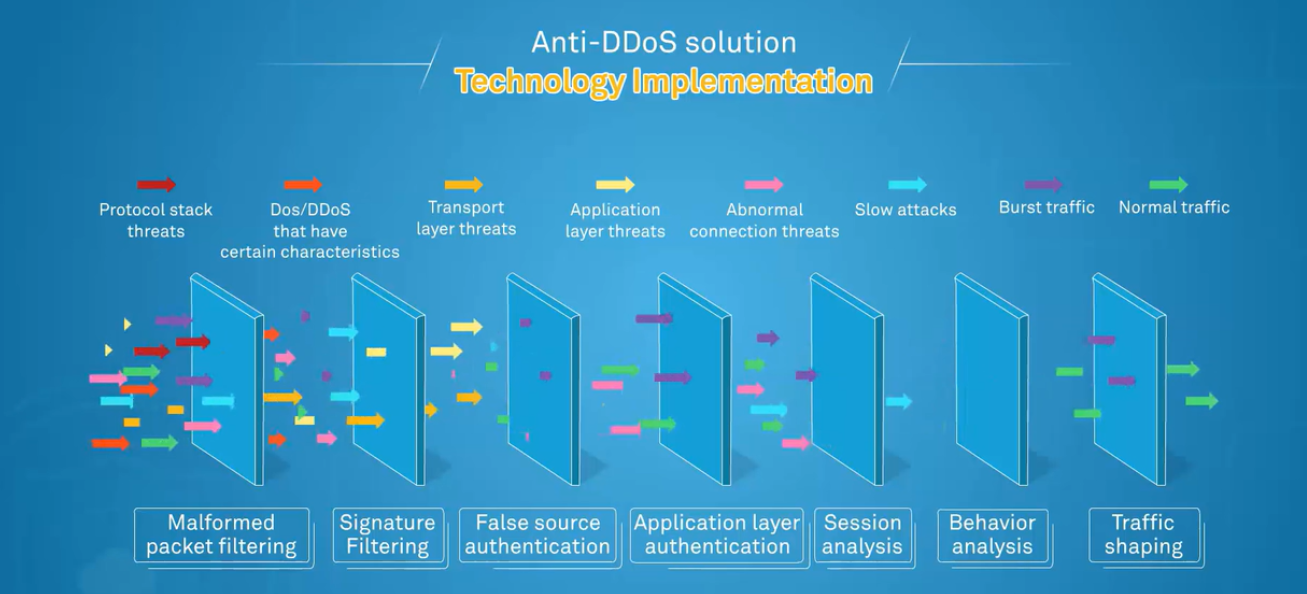 Anti-DDoS solution
Technology Implementation
Protocol stack
threats
Dos/DDoS
that have
certain characteristics
Transport
layer threats
Application
layer threats
Abnormal
connection threats
Slow attacks
Burst traffic
Normal traffic
Malformed
packet filtering
Signature
Filtering
False source
authentication
Application layer
authentication
Session
analysis
Behavior
analysis
Traffic
shaping